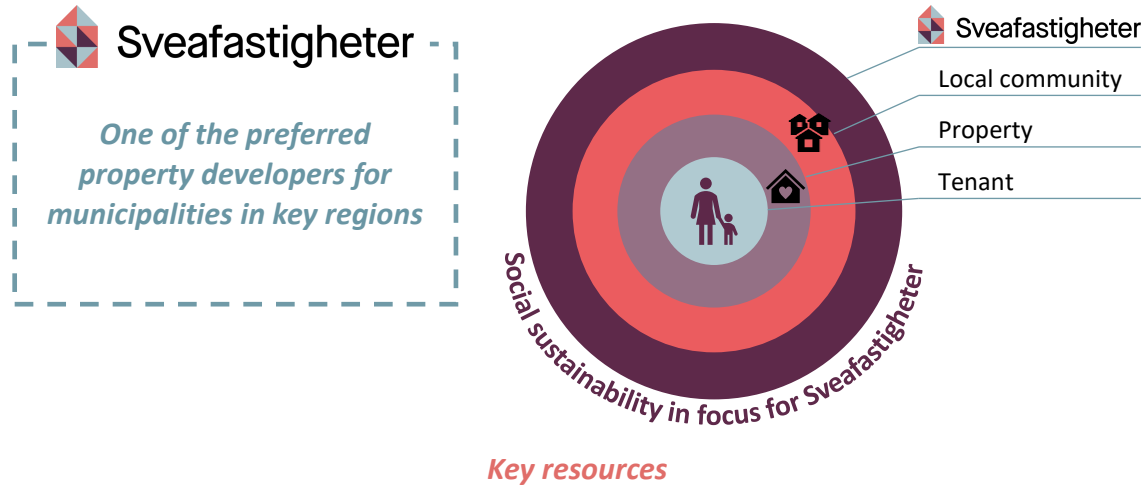 Sveafastigheter
One of the preferred
property developers for
municipalities in key regions
Sveafastigheter
Local community
Property
Tenant
Social sustainability in focus for Sveafastigheter
Key resources